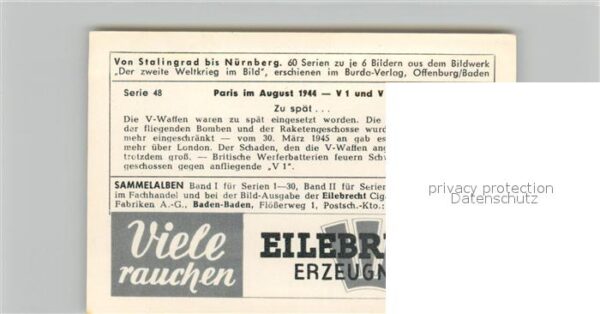 Von Stalingrad bis Nürnberg. 60 Serien zu je 6 Bildern aus dem Bildwerk
„Der zweite Weltkrieg im Bild", erschienen im Burda-Verlag, Offenburg/Baden
Serie 48 Paris im August 1944 — V 1 und V
Zu spät . . .
Die V-Waffen waren zu spät eingesetzt worden. Die
der fliegenden Bomben und der Raketengeschosse wurd
mehr eingeschränkt — vom 30. März 1945 an gab es
mehr über London. Der Schaden, den die V-Waffen ang
trotzdem groß. — Britische Werferbatterien feuern Schw
geschossen gegen anfliegende „V 1".
SAMMELALBEN Band I für Serien 1—30, Band II für Serien
im Fachhandel und bei der Bild-Ausgabe der Eilebrecht Ciga
Fabriken A.-G., Baden-Baden, Flößerweg 1, Postsch.-Kto.:
Viele
rauchen
EILEBR
ERZEUGN
privacy protection
Datenschutz